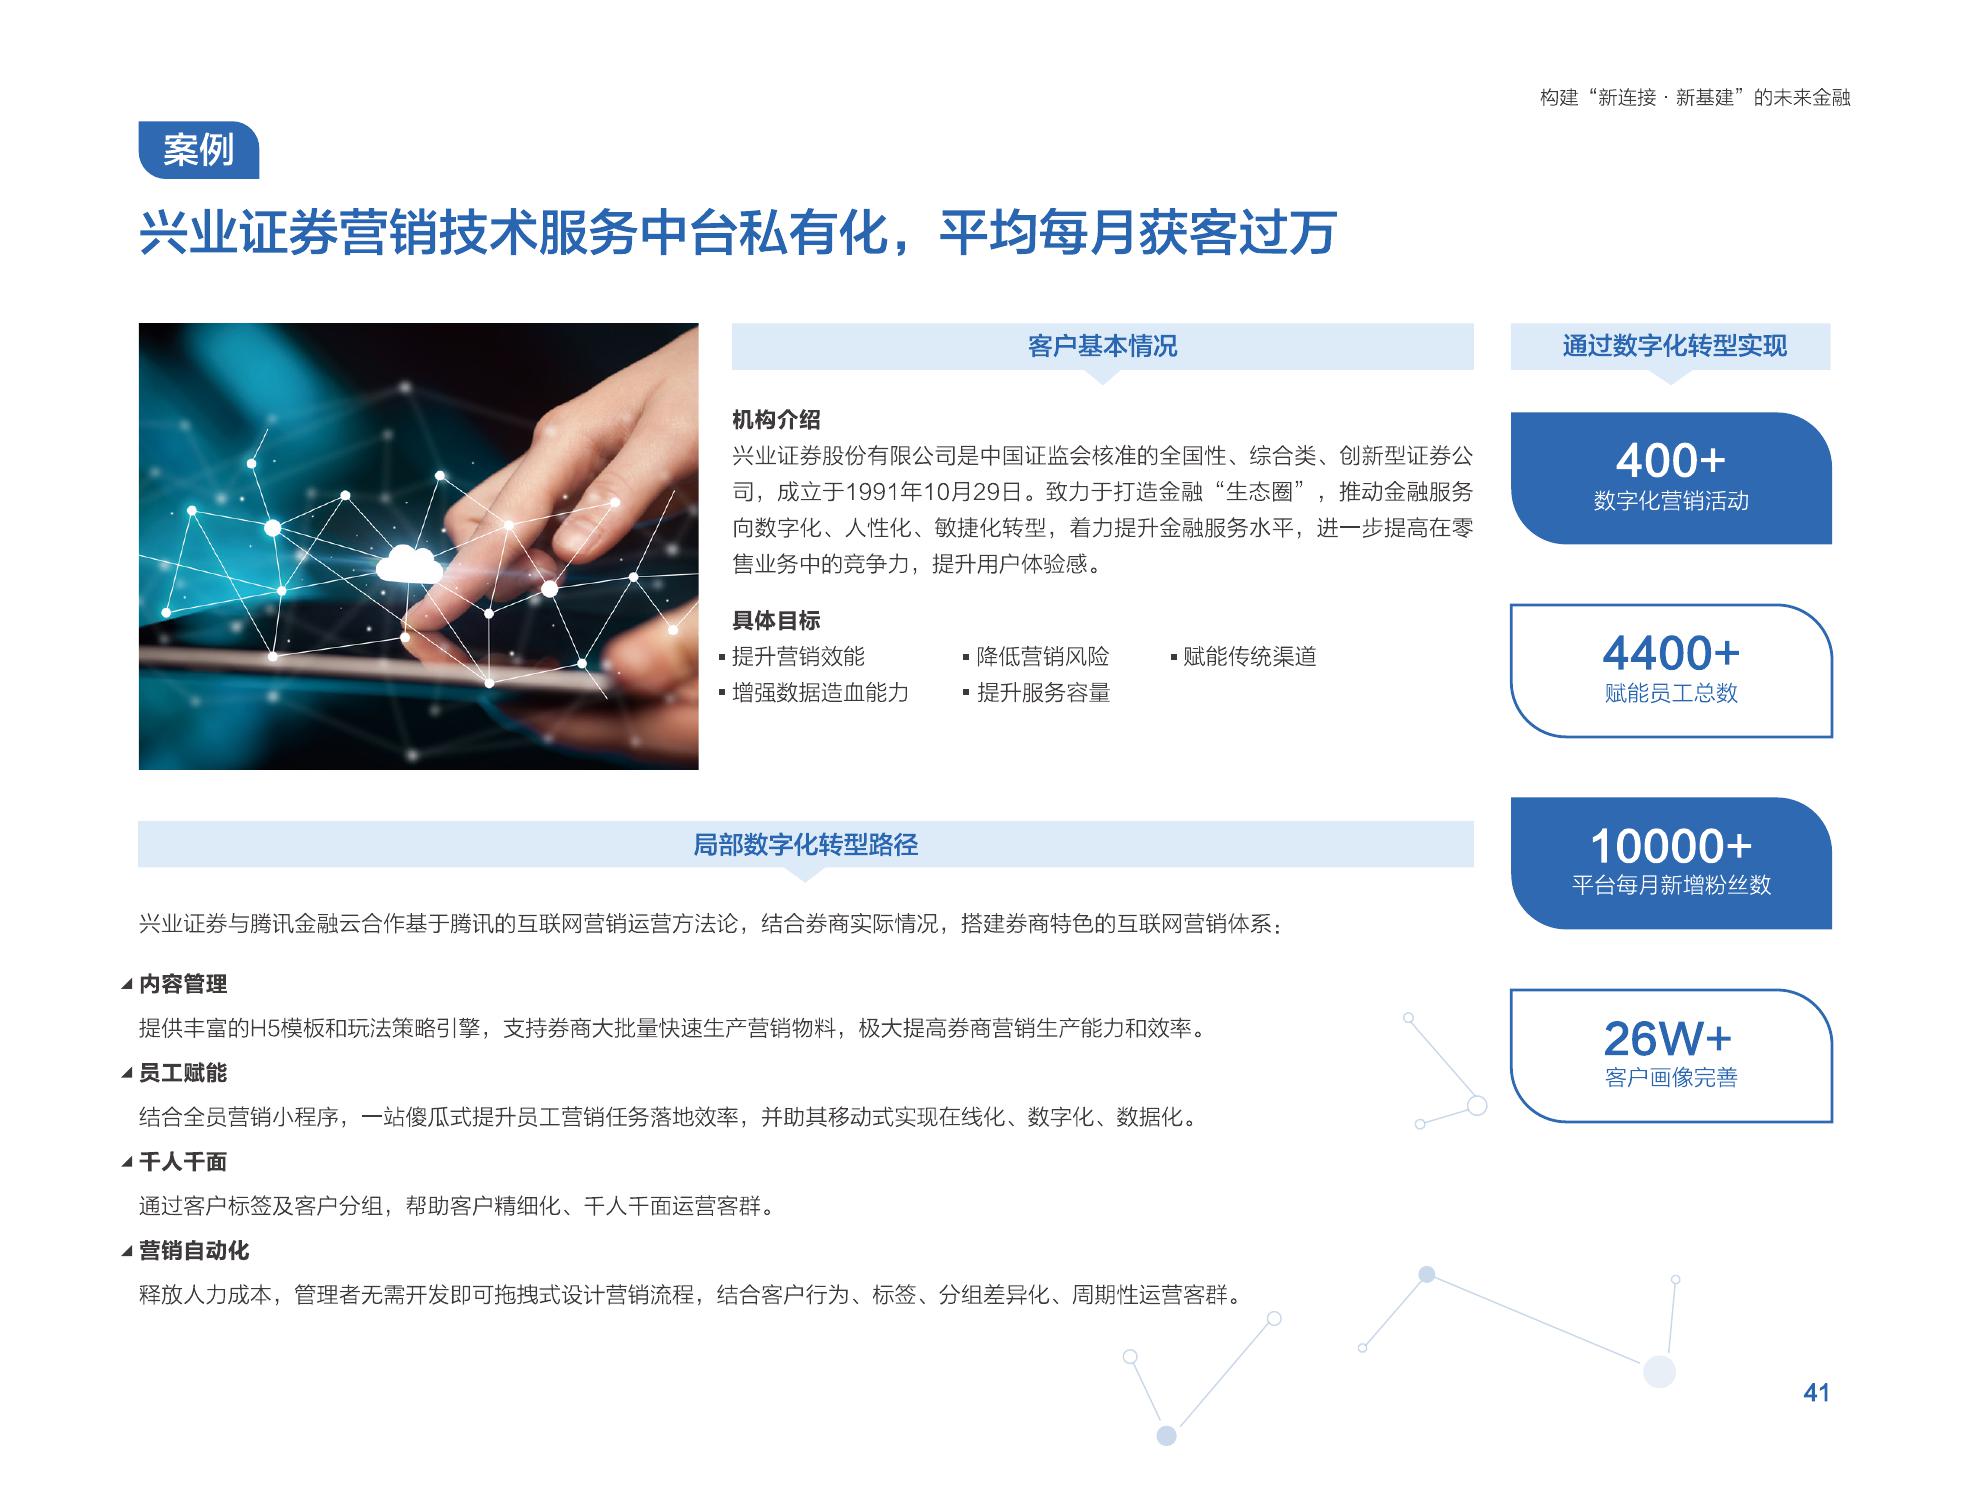 构建“新连接·新基建”的未来金融
案例
兴业证券营销技术服务中台私有化，平均每月获客过万
客户基本情况
机构介绍
兴业证券股份有限公司是中国证监会核准的全国性、综合类、创新型证券公
司，成立于1991年10月29日。致力于打造金融“生态圈”，推动金融服务
向数字化、人性化、敏捷化转型，着力提升金融服务水平，进一步提高在零
售业务中的竞争力，提升用户体验感。
具体目标
▪ 提升营销效能 ▪ 降低营销风险 ▪ 赋能传统渠道
▪ 增强数据造血能力 ▪ 提升服务容量
通过数字化转型实现
400+
数字化营销活动
4400+
赋能员工总数
10000+
平台每月新增粉丝数
26W+
客户画像完善
局部数字化转型路径
兴业证券与腾讯金融云合作基于腾讯的互联网营销运营方法论，结合券商实际情况，搭建券商特色的互联网营销体系：
内容管理
提供丰富的H5模板和玩法策略引擎，支持券商大批量快速生产营销物料，极大提高券商营销生产能力和效率。
员工赋能
结合全员营销小程序，一站傻瓜式提升员工营销任务落地效率，并助其移动式实现在线化、数字化、数据化。
千人千面
通过客户标签及客户分组，帮助客户精细化、千人千面运营客群。
营销自动化
释放人力成本，管理者无需开发即可拖拽式设计营销流程，结合客户行为、标签、分组差异化、周期性运营客群。
41